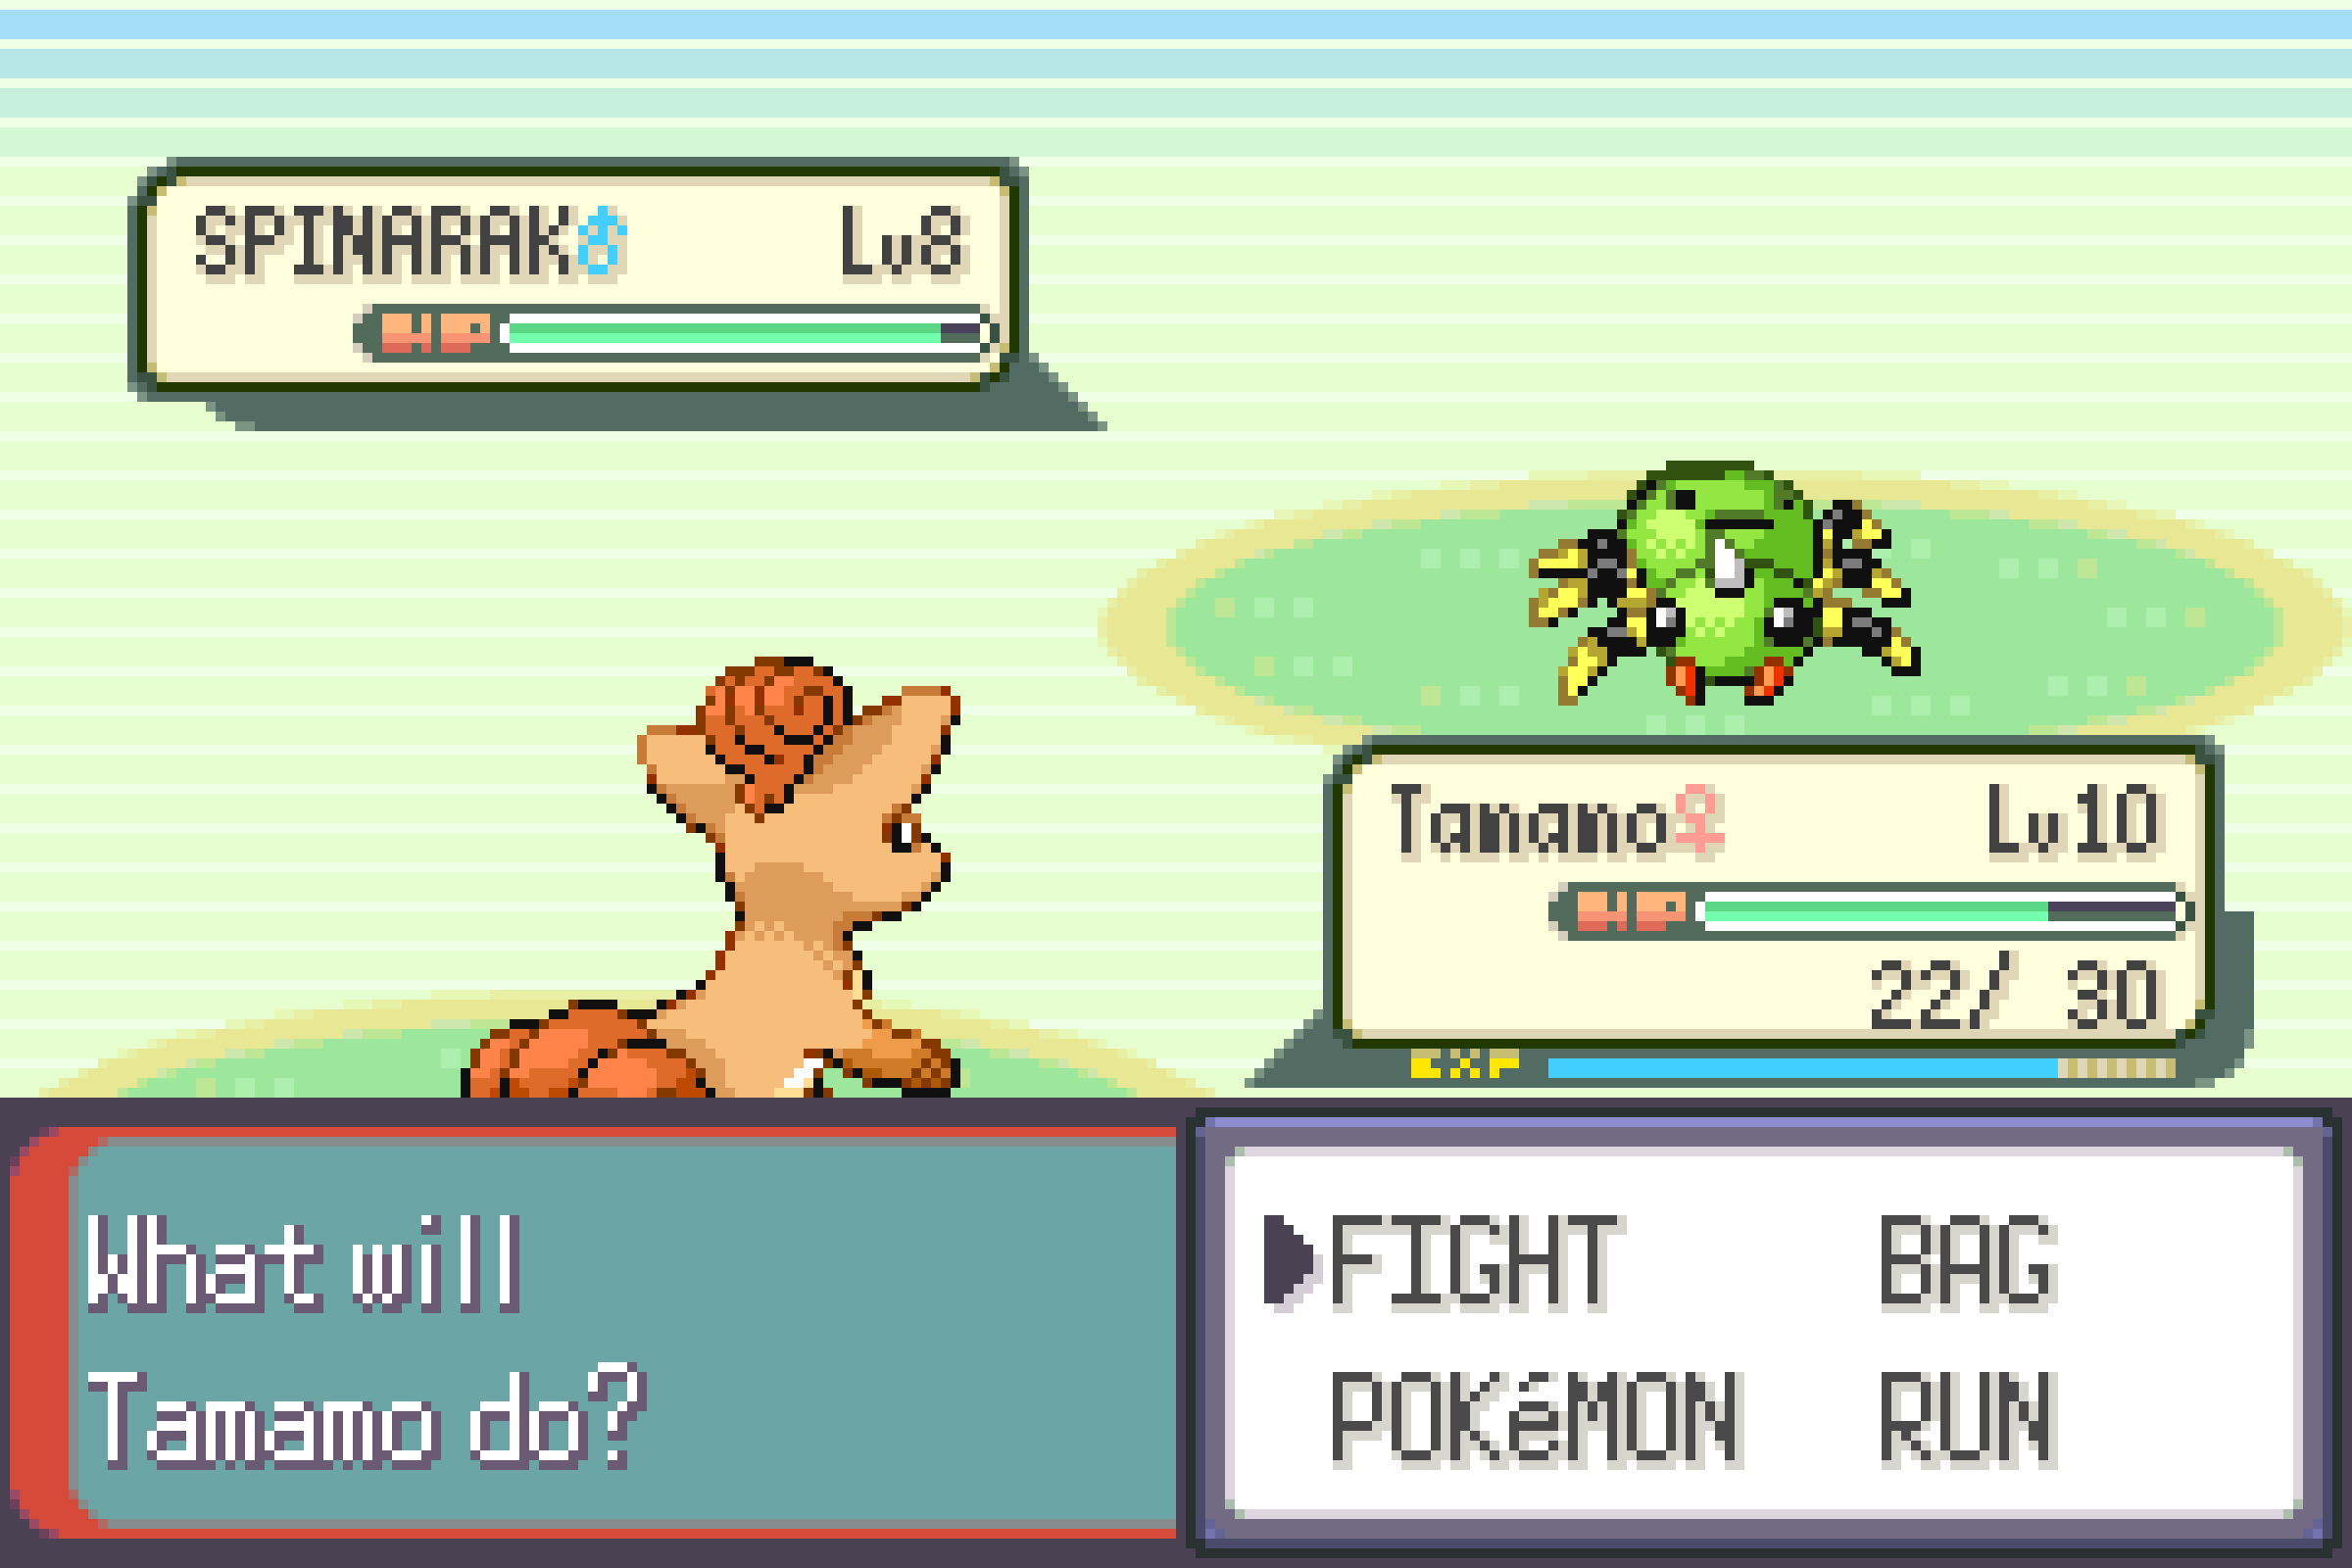 SPINARAK♂ Lv8
HP
Tamamo♀ Lv10
HP
22/ 30
EXP
What will
Tamamo do?
FIGHT BAG
POKéMON RUN